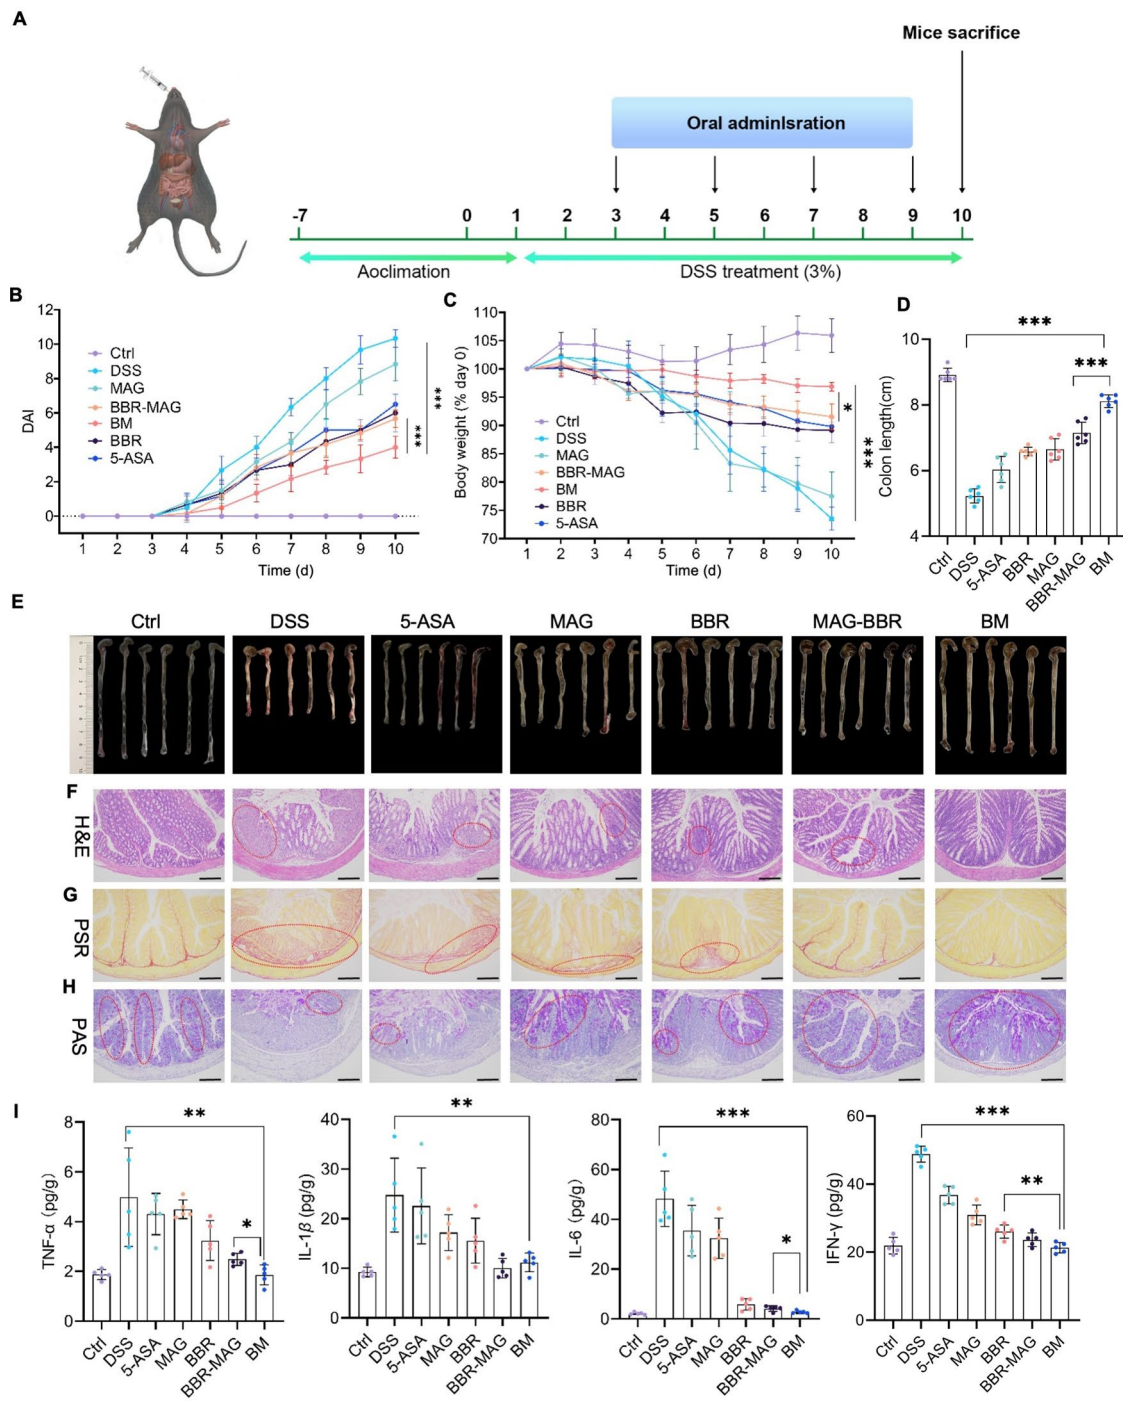 A
Mice sacrifice
Oral adminlsration
-7 0 1 2 3 4 5 6 7 8 9 10
Aoclimation
DSS treatment (3%)
B
DAI
12
10
8
6
4
2
0
Ctrl
DSS
MAG
BBR-MAG
BM
BBR
5-ASA
***
***
1 2 3 4 5 6 7 8 9 10
Time (d)
C
Body weight (% day 0)
110
105
100
95
90
85
80
75
70
Ctrl
DSS
MAG
BBR-MAG
BM
BBR
5-ASA
*
***
1 2 3 4 5 6 7 8 9 10
Time (d)
D
Colon length(cm)
10
8
6
4
***
***
Ctrl
DSS
5-ASA
BBR
MAG
BBR-MAG
BM
E
Ctrl DSS 5-ASA MAG BBR MAG-BBR BM
F
H&E
G
PSR
H
PAS
I
TNF-α (pg/g)
8
6
4
2
0
**
*
Ctrl
DSS
5-ASA
MAG
BBR
BBR-MAG
BM
IL-1β (pg/g)
40
30
20
10
0
**
Ctrl
DSS
5-ASA
MAG
BBR
BBR-MAG
BM
IL-6 (pg/g)
80
60
40
20
0
***
*
Ctrl
DSS
5-ASA
MAG
BBR
BBR-MAG
BM
IFN-γ (pg/g)
60
40
20
0
***
**
Ctrl
DSS
5-ASA
MAG
BBR
BBR-MAG
BM